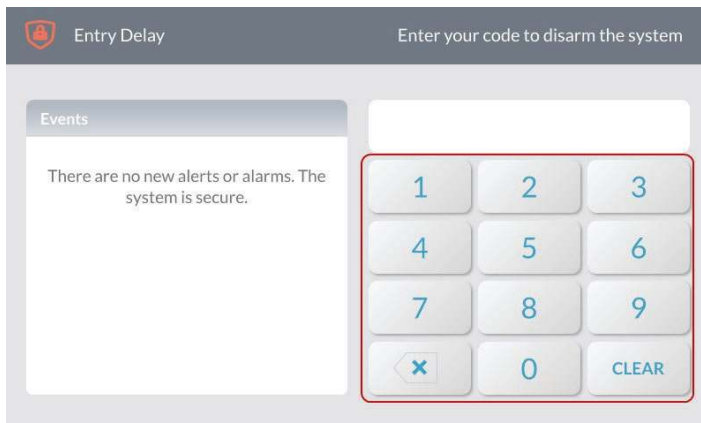 Entry Delay
Enter your code to disarm the system
Events
There are no new alerts or alarms. The
system is secure.
1 2 3
4 5 6
7 8 9
0 CLEAR